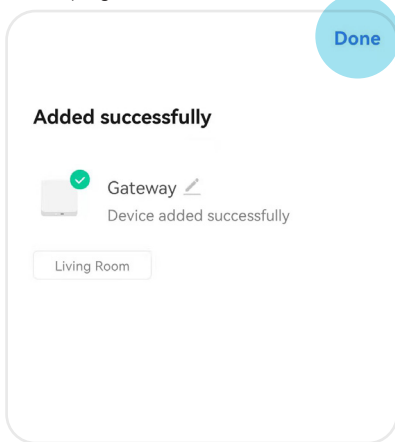 Done
Added successfully
Gateway
Device added successfully
Living Room